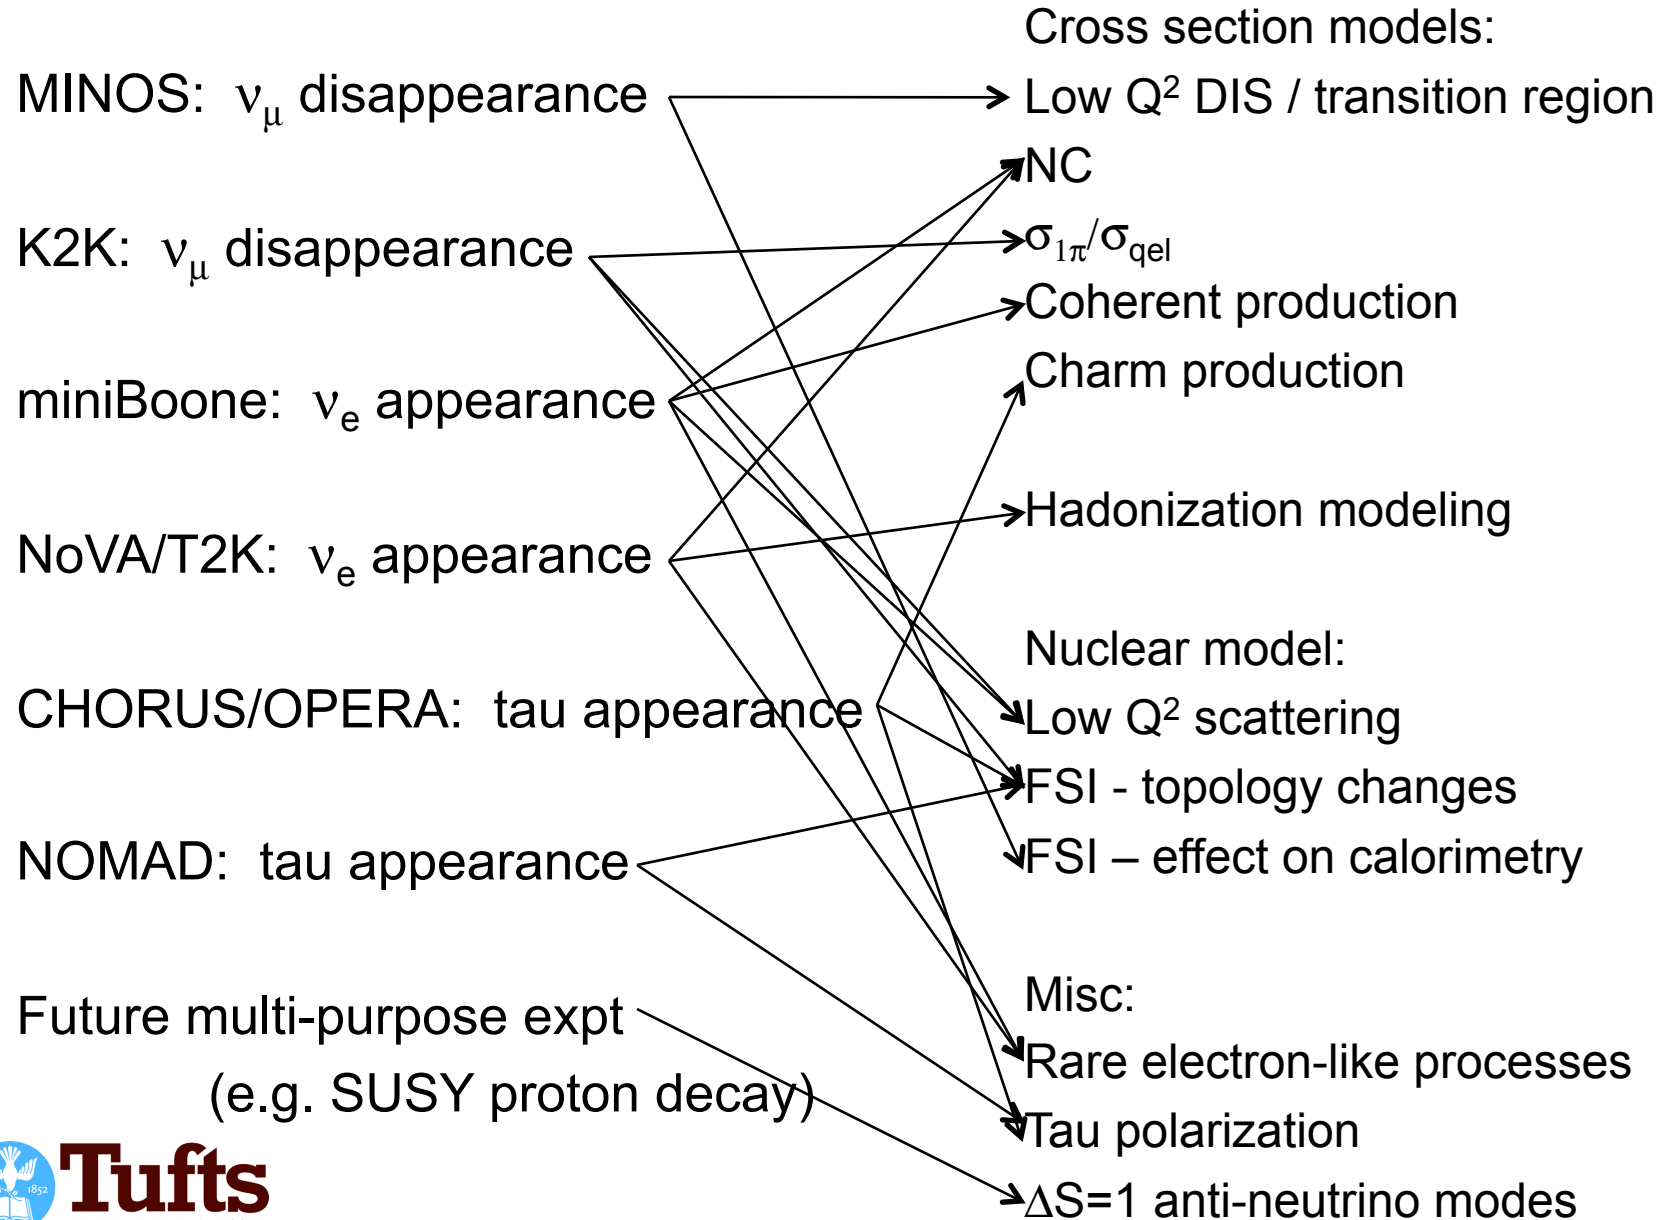 MINOS: νμ disappearance
K2K: νμ disappearance
miniBoone: νe appearance
NoVA/T2K: νe appearance
CHORUS/OPERA: tau appearance
NOMAD: tau appearance
Future multi-purpose expt
(e.g. SUSY proton decay)
Cross section models:
Low Q² DIS / transition region
NC
σ1π/σqel
Coherent production
Charm production
Hadonization modeling
Nuclear model:
Low Q² scattering
FSI - topology changes
FSI – effect on calorimetry
Misc:
Rare electron-like processes
Tau polarization
ΔS=1 anti-neutrino modes
1852
Tufts